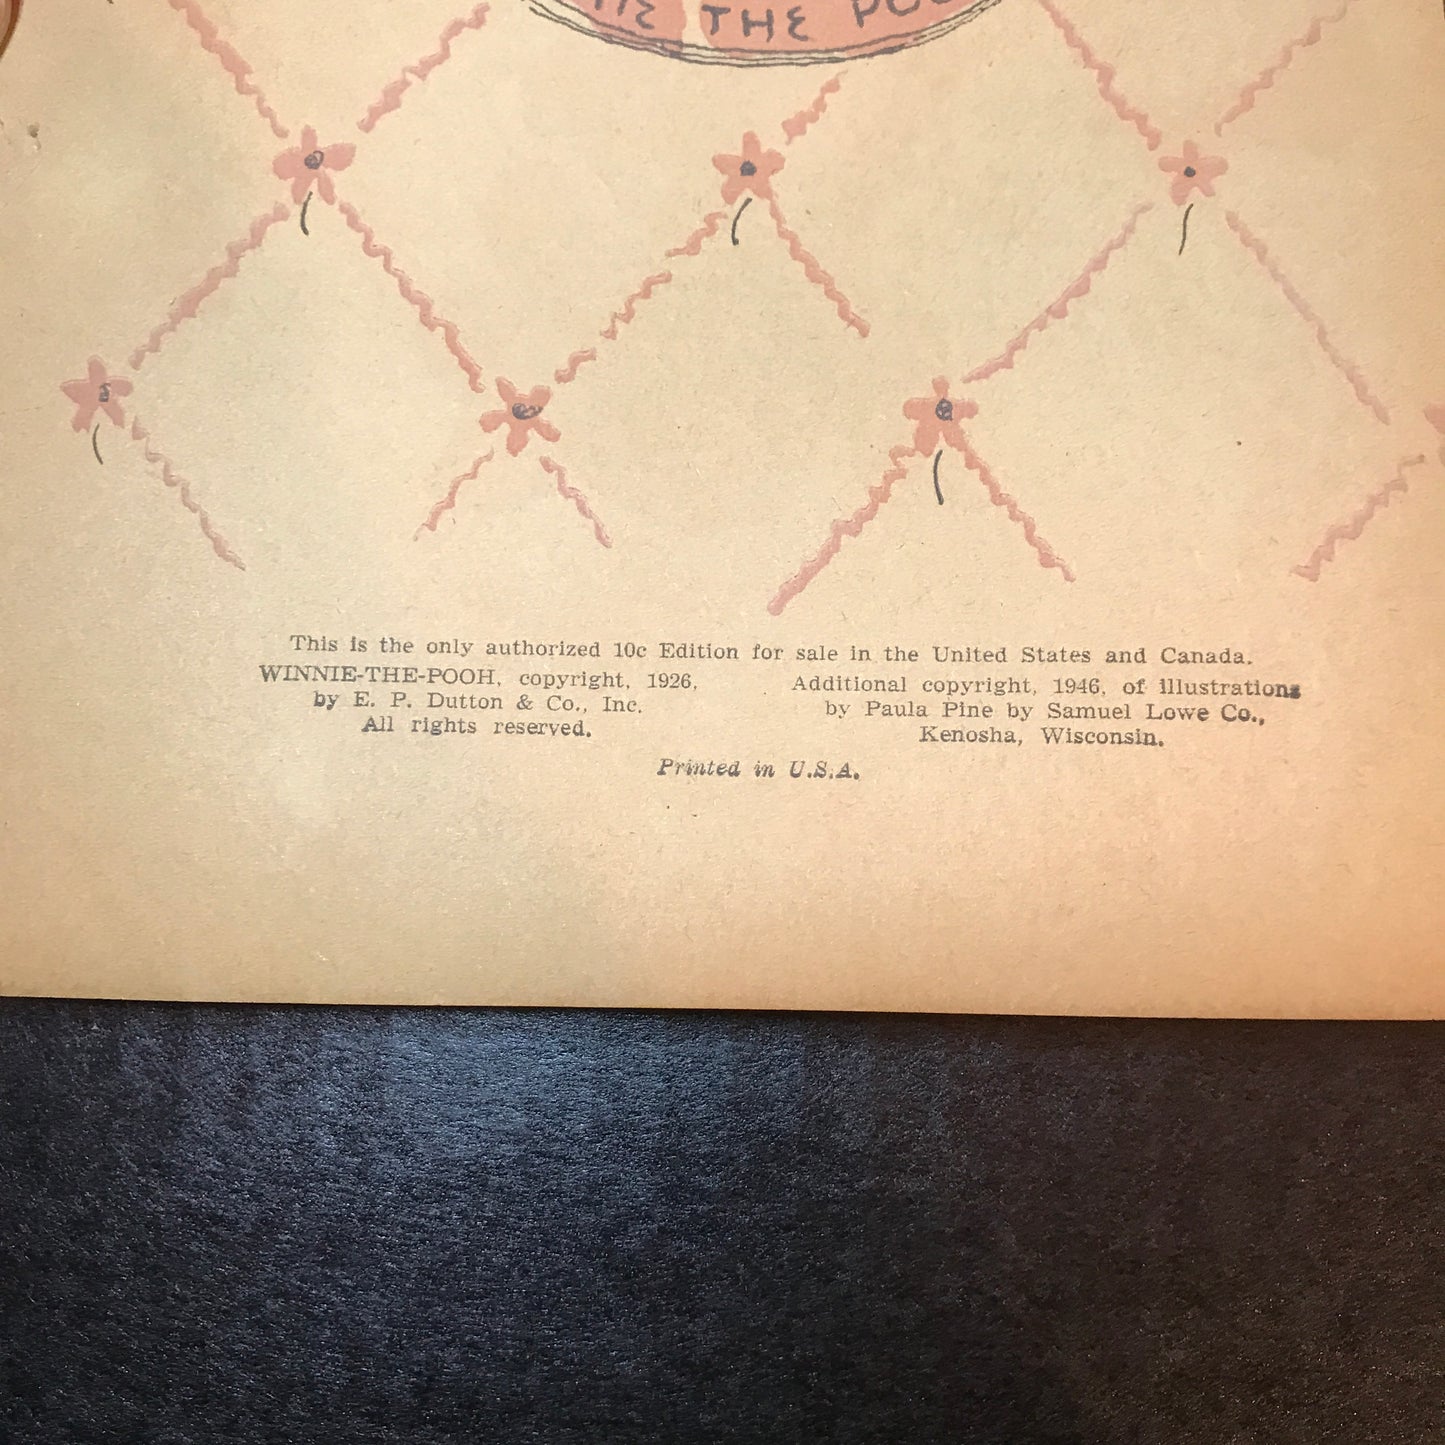 THE
This is the only authorized 10c Edition for sale in the United States and Canada.
WINNIE-THE-POOH, copyright, 1926,
by E. P. Dutton & Co., Inc.
All rights reserved.
Additional copyright, 1946, of illustrations
by Paula Pine by Samuel Lowe Co.,
Kenosha, Wisconsin.
Printed in U.S.A.